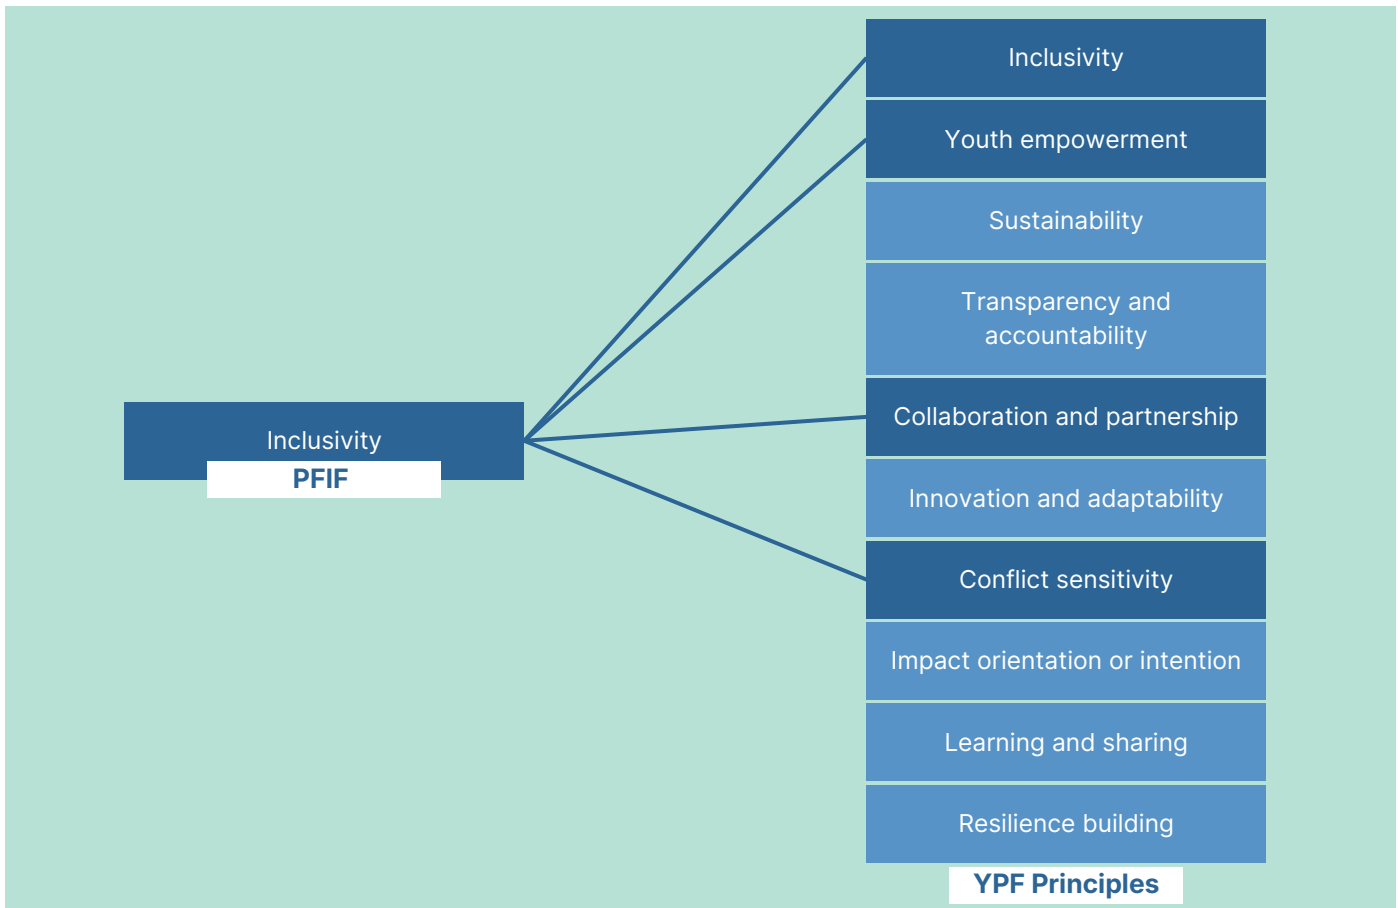 Inclusivity
PFIF
Inclusivity
Youth empowerment
Sustainability
Transparency and
accountability
Collaboration and partnership
Innovation and adaptability
Conflict sensitivity
Impact orientation or intention
Learning and sharing
Resilience building
YPF Principles